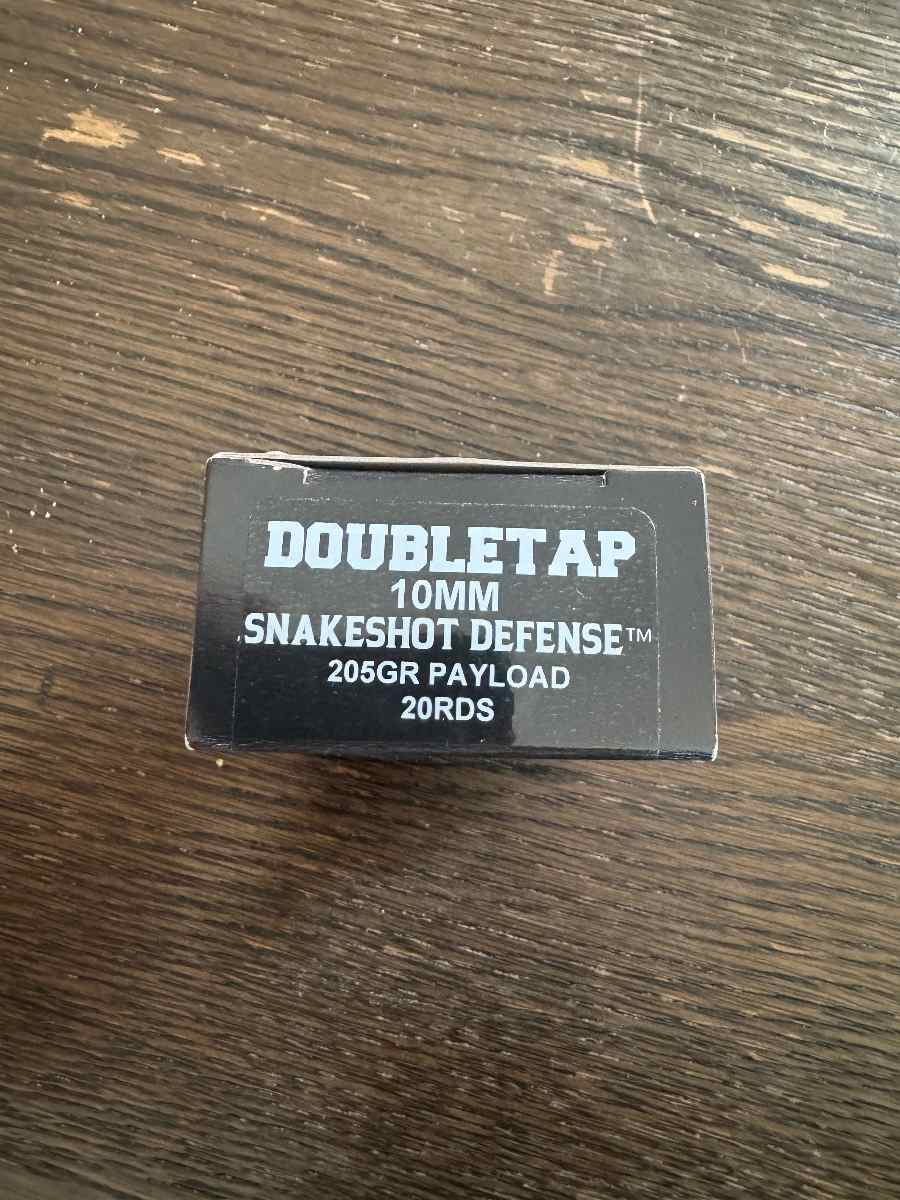 DOUBLETAP
10MM
SNAKESHOT DEFENSE™
205GR PAYLOAD
20RDS